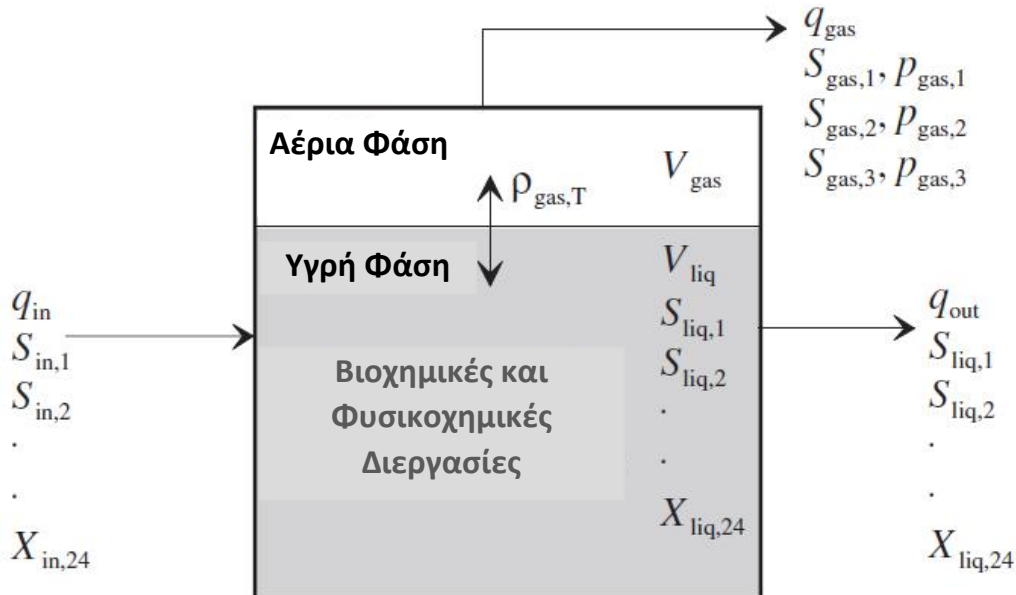 q_gas
S_gas,1, p_gas,1
S_gas,2, p_gas,2
S_gas,3, p_gas,3
Αέρια Φάση
V_gas
ρ_gas,T
Υγρή Φάση
V_liq
S_liq,1
S_liq,2
.
.
X_liq,24
Βιοχημικές και
Φυσικοχημικές
Διεργασίες
q_in
S_in,1
S_in,2
.
.
X_in,24
q_out
S_liq,1
S_liq,2
.
.
X_liq,24